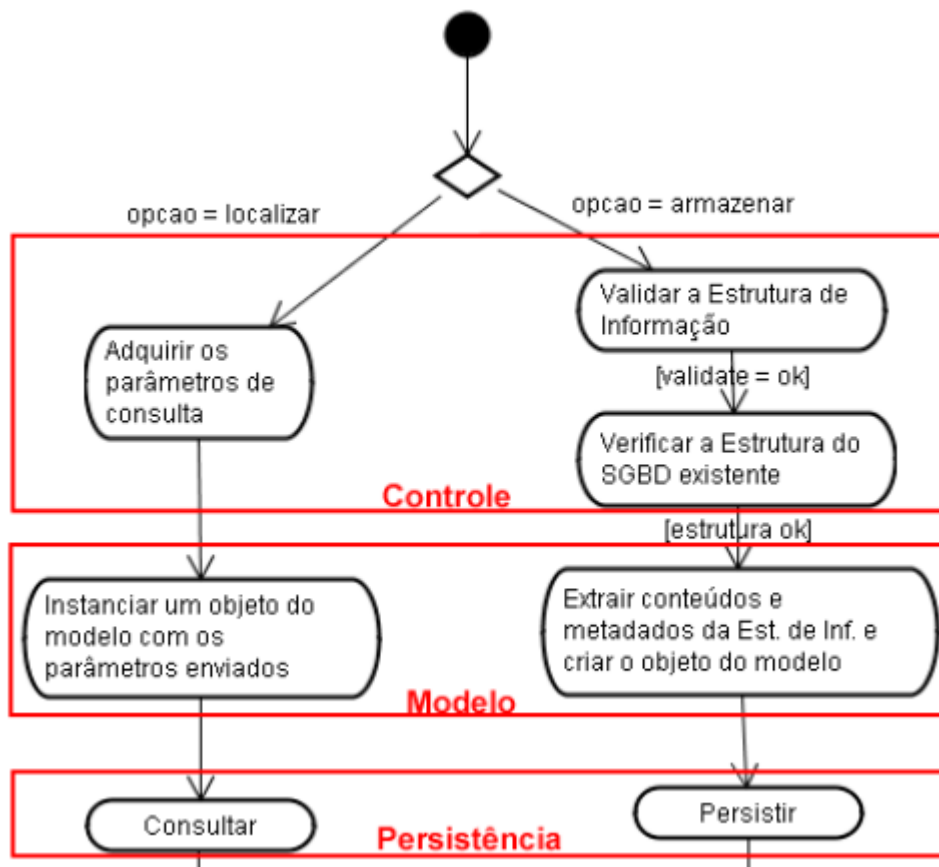 opcao = localizar
opcao = armazenar
Validar a Estrutura de
Informação
[validate = ok]
Adquirir os
parâmetros de
consulta
Verificar a Estrutura do
SGBD existente
Controle
[estrutura ok]
Instanciar um objeto do
modelo com os
parâmetros enviados
Extrair conteúdos e
metadados da Est. de Inf. e
criar o objeto do modelo
Modelo
Consultar
Persistir
Persistência